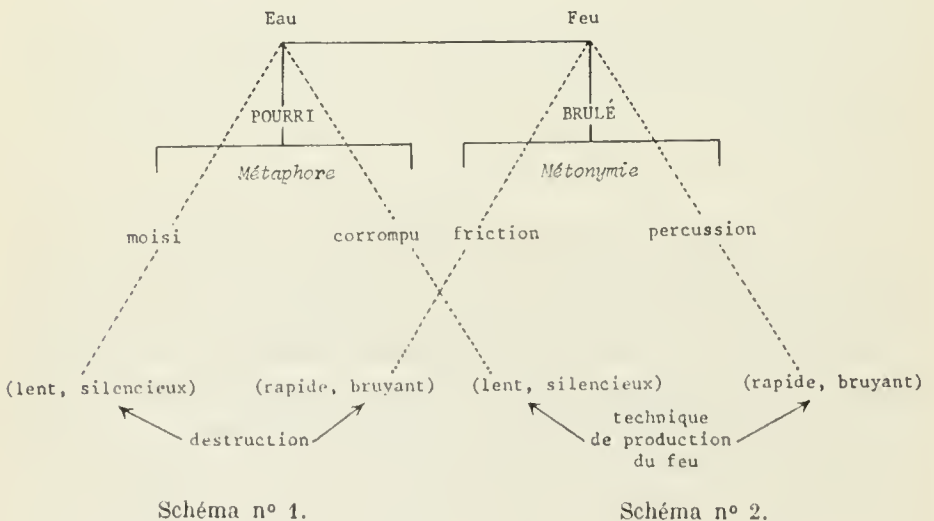 Eau Feu
POURRI BRULÉ
Métaphore Métonymie
moisi corrompu friction percussion
(lent, silencieux) (rapide, bruyant) (lent, silencieux) (rapide, bruyant)
destruction
technique
de production
du feu
Schéma nº 1. Schéma nº 2.